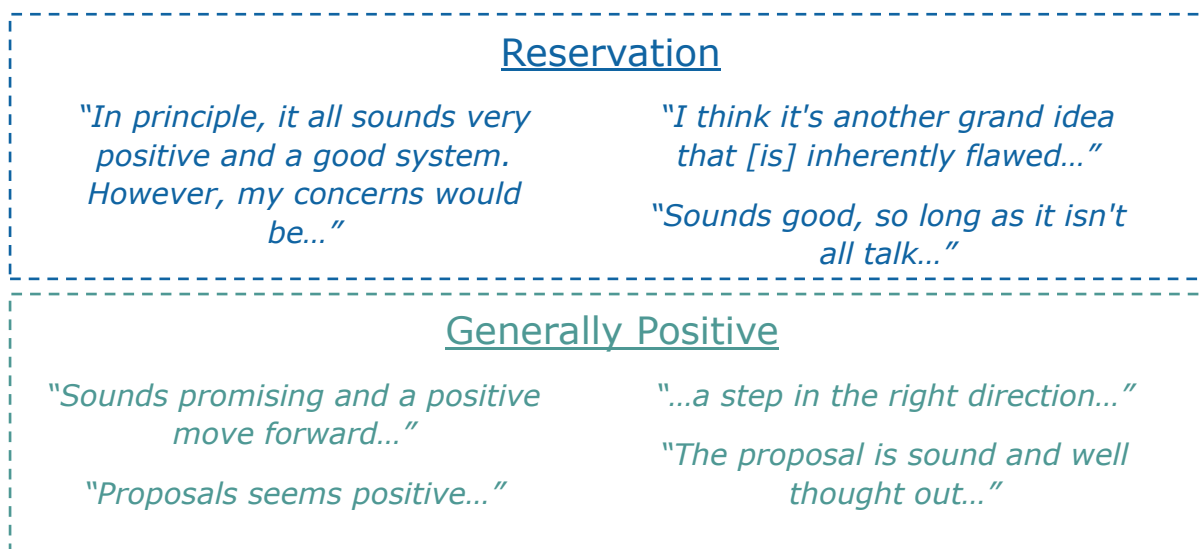 Reservation
“In principle, it all sounds very
positive and a good system.
However, my concerns would
be…”
“I think it's another grand idea
that [is] inherently flawed…”
“Sounds good, so long as it isn't
all talk…”
Generally Positive
“Sounds promising and a positive
move forward…”
“Proposals seems positive…”
“…a step in the right direction…”
“The proposal is sound and well
thought out…”